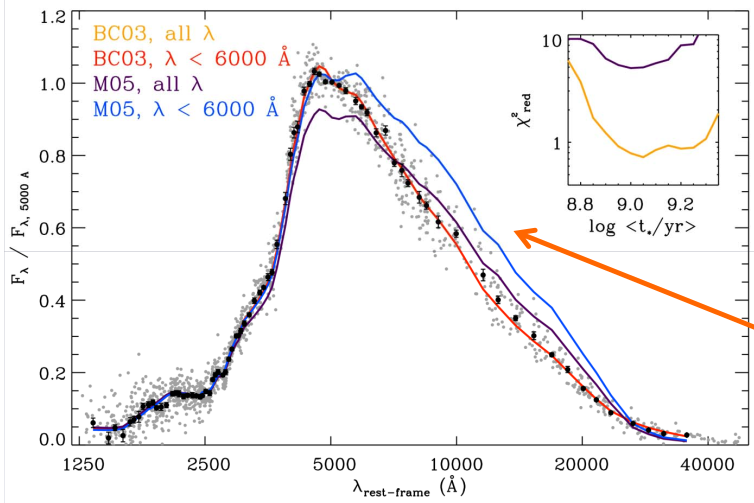 1.2
1.0
0.8
0.6
0.4
0.2
0.0
F_λ / F_λ, 5000 A
BC03, all λ
BC03, λ < 6000 Å
M05, all λ
M05, λ < 6000 Å
10
1
χ²red
8.8 9.0 9.2
log <t⋆/yr>
1250 2500 5000 10000 20000 40000
λrest-frame (Å)